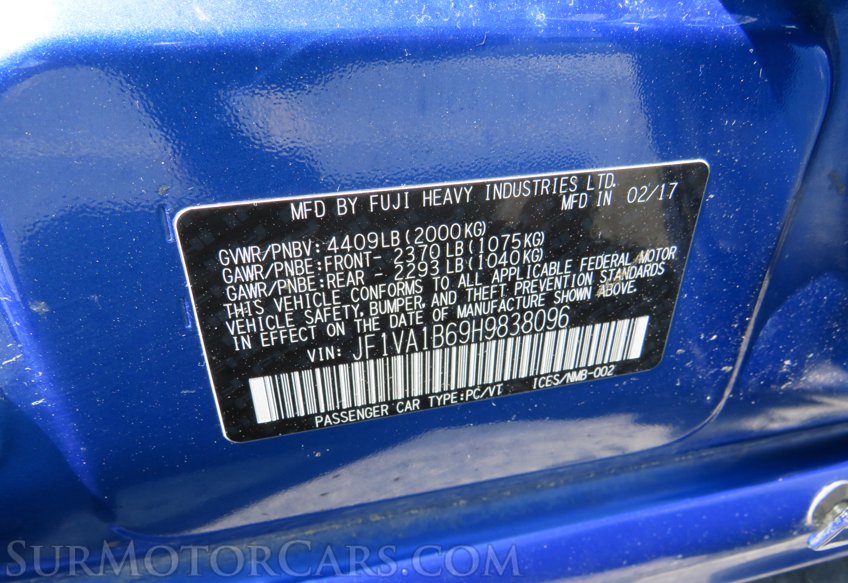 MFD BY FUJI HEAVY INDUSTRIES LTD.
MFD IN 02/17
GVWR/PNBV: 4409LB(2000KG)
GAWR/PNBE:FRONT- 2370LB(1075KG)
GAWR/PNBE:REAR - 2293LB(1040KG)
THIS VEHICLE CONFORMS TO ALL APPLICABLE FEDERAL MOTOR
VEHICLE SAFETY, BUMPER, AND THEFT PREVENTION STANDARDS
IN EFFECT ON THE DATE OF MANUFACTURE SHOWN ABOVE.
VIN: JF1VA1B69H9838096
PASSENGER CAR TYPE:PC/VT ICES/NMB-002
SurMotorCars.com